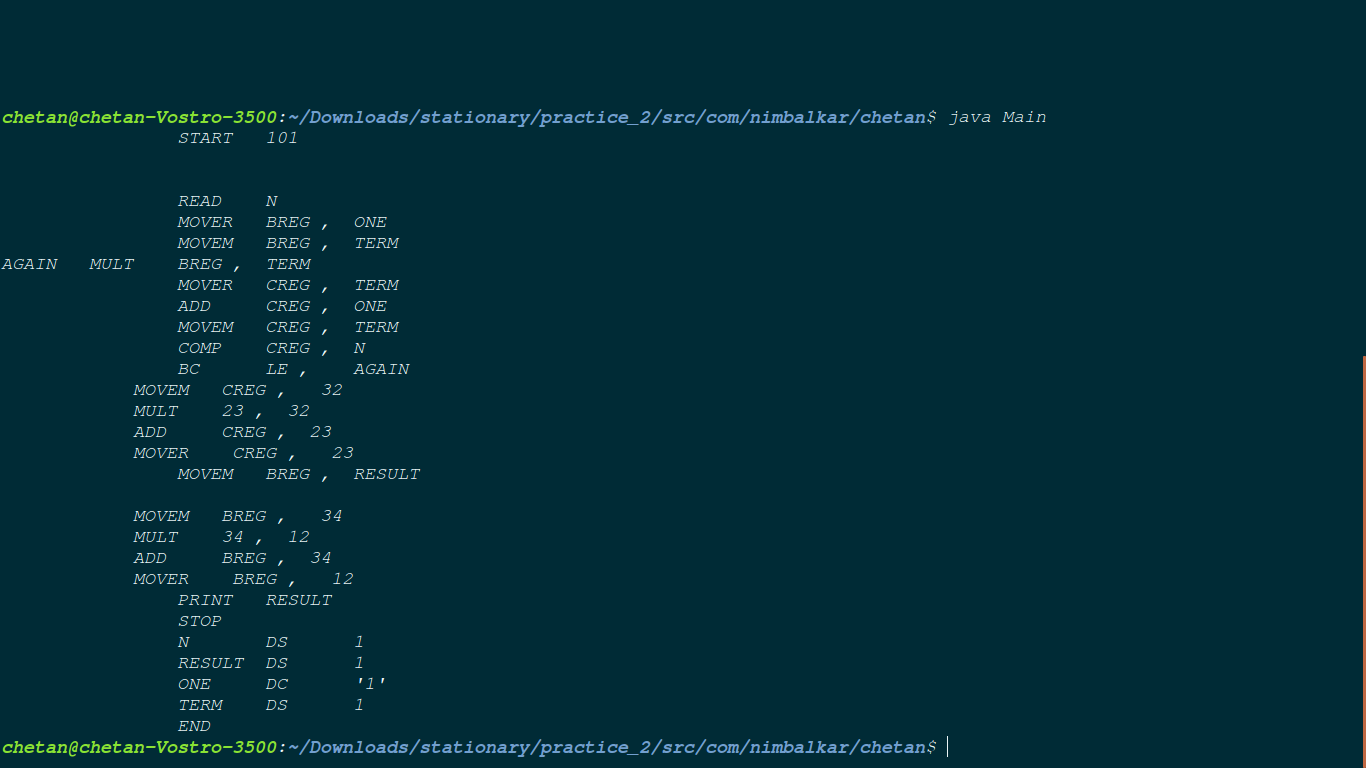 chetan@chetan-Vostro-3500:~/Downloads/stationary/practice_2/src/com/nimbalkar/chetan$ java Main
START 101
READ N
MOVER BREG , ONE
MOVEM BREG , TERM
AGAIN MULT BREG , TERM
MOVER CREG , TERM
ADD CREG , ONE
MOVEM CREG , TERM
COMP CREG , N
BC LE , AGAIN
MOVEM CREG , 32
MULT 23 , 32
ADD CREG , 23
MOVER CREG , 23
MOVEM BREG , RESULT
MOVEM BREG , 34
MULT 34 , 12
ADD BREG , 34
MOVER BREG , 12
PRINT RESULT
STOP
N DS 1
RESULT DS 1
ONE DC '1'
TERM DS 1
END
chetan@chetan-Vostro-3500:~/Downloads/stationary/practice_2/src/com/nimbalkar/chetan$